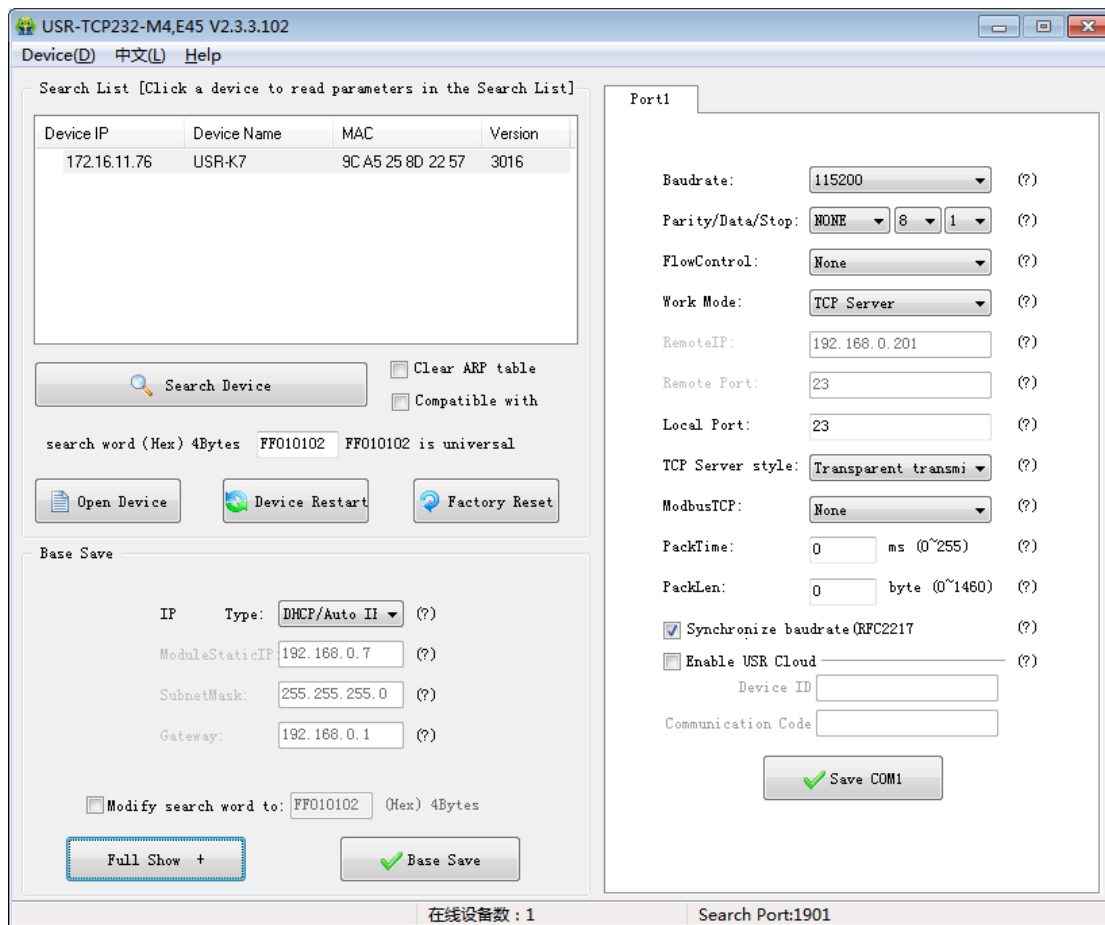 USR-TCP232-M4,E45 V2.3.3.102
Device(D) 中文(L) Help
Search List [Click a device to read parameters in the Search List]
Device IP Device Name MAC Version
172.16.11.76 USR-K7 9C A5 25 8D 22 57 3016
Search Device
Clear ARP table
Compatible with
search word(Hex) 4Bytes FF010102 FF010102 is universal
Open Device Device Restart Factory Reset
Base Save
IP Type: DHCP/Auto IF (?)
ModuleStaticIP: 192.168.0.7 (?)
SubnetMask: 255.255.255.0 (?)
Gateway: 192.168.0.1 (?)
Modify search word to: FF010102 (Hex) 4Bytes
Full Show + Base Save
Port1
Baudrate: 115200 (?)
Parity/Data/Stop: NONE 8 1 (?)
FlowControl: None (?)
Work Mode: TCP Server (?)
RemoteIP: 192.168.0.201 (?)
Remote Port: 23 (?)
Local Port: 23 (?)
TCP Server style: Transparent transmi (?)
ModbusTCP: None (?)
PackTime: 0 ms (0~255) (?)
PackLen: 0 byte (0~1460) (?)
Synchronize baudrate(RFC2217 (?)
Enable USR Cloud (?)
Device ID
Communication Code
Save COM1
在线设备数：1 Search Port:1901